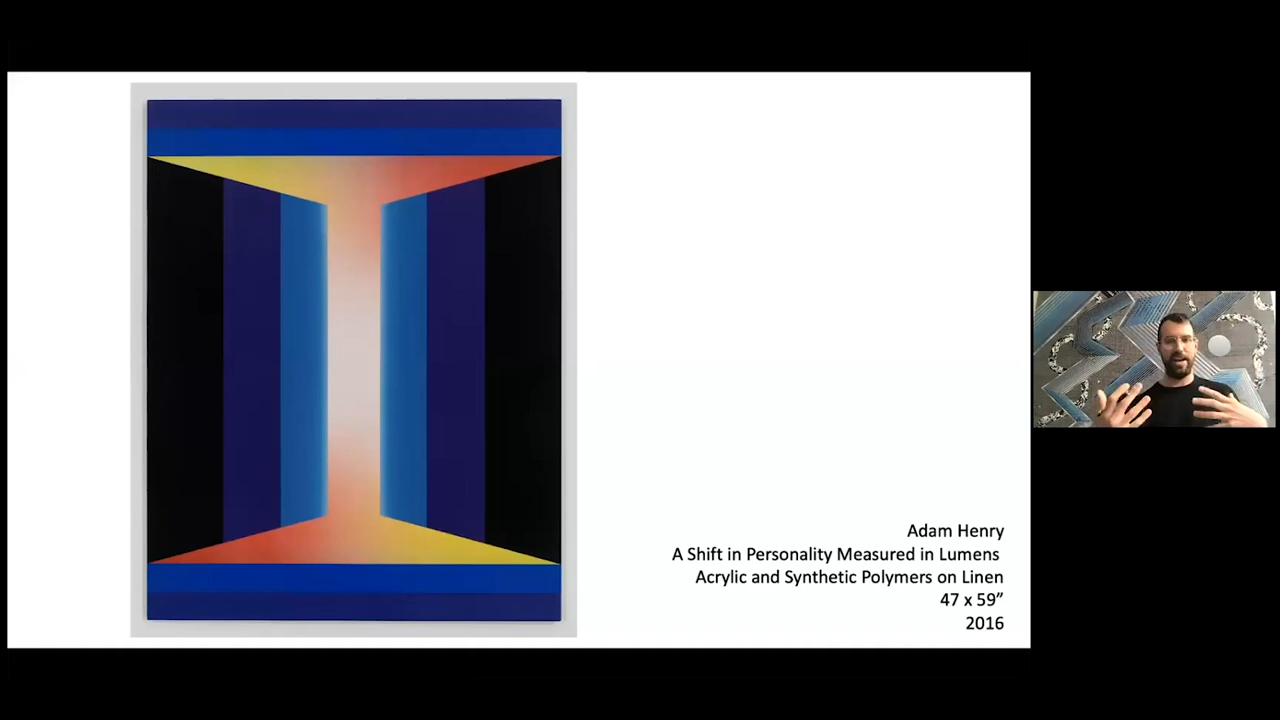 Adam Henry
A Shift in Personality Measured in Lumens
Acrylic and Synthetic Polymers on Linen
47 x 59”
2016